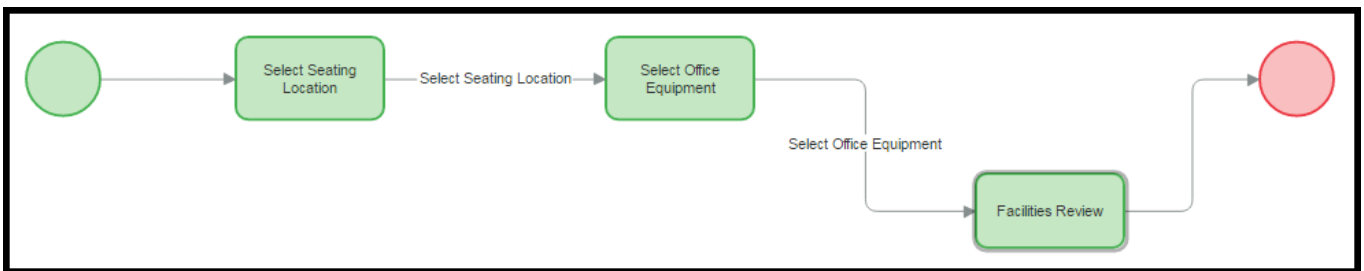 Select Seating
Location
Select Seating Location
Select Office
Equipment
Select Office Equipment
Facilities Review